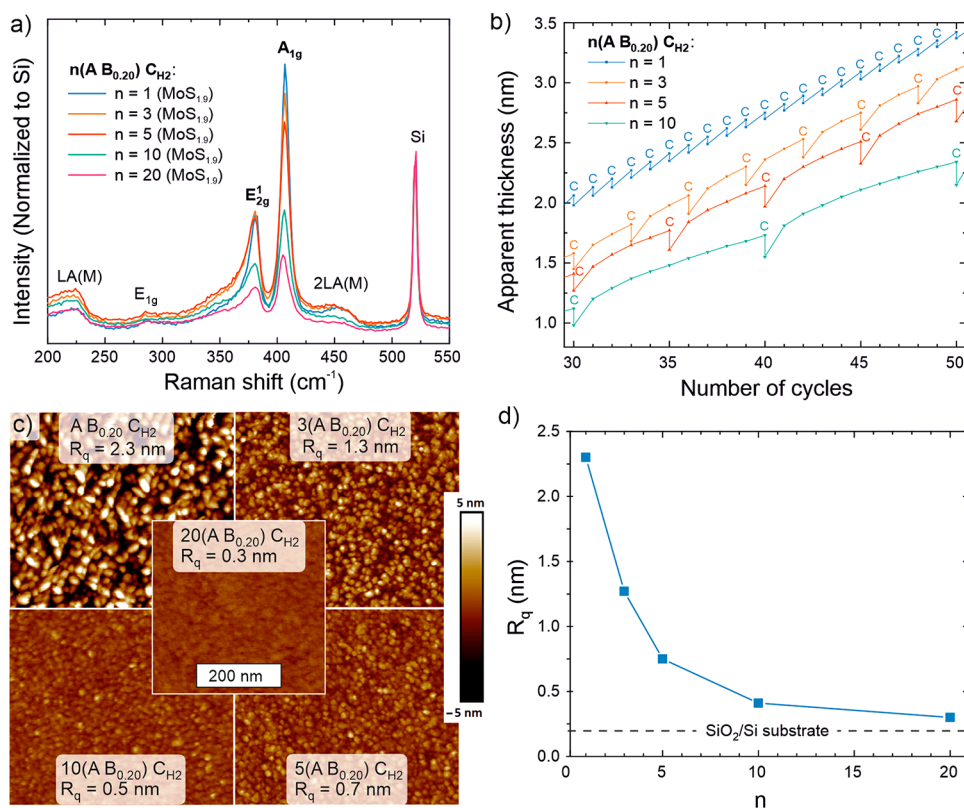 a)
n(A B0.20) CH2:
n = 1 (MoS1.9)
n = 3 (MoS1.9)
n = 5 (MoS1.9)
n = 10 (MoS1.9)
n = 20 (MoS1.9)
A1g
E12g
Si
LA(M)
E1g
2LA(M)
Intensity (Normalized to Si)
200 250 300 350 400 450 500 550
Raman shift (cm-1)
b)
n(A B0.20) CH2:
n = 1
n = 3
n = 5
n = 10
3.5
3.0
2.5
2.0
1.5
1.0
Apparent thickness (nm)
C C C C C C C C C C C C C C C C C C C C C
C C C C C C C
C C C C C
C C C
30 35 40 45 50
Number of cycles
c)
A B0.20 CH2
Rq = 2.3 nm
3(A B0.20) CH2
Rq = 1.3 nm
20(A B0.20) CH2
Rq = 0.3 nm
200 nm
10(A B0.20) CH2
Rq = 0.5 nm
5(A B0.20) CH2
Rq = 0.7 nm
5 nm
−5 nm
d)
2.5
2.0
1.5
1.0
0.5
0.0
Rq (nm)
SiO2/Si substrate
0 5 10 15 20
n